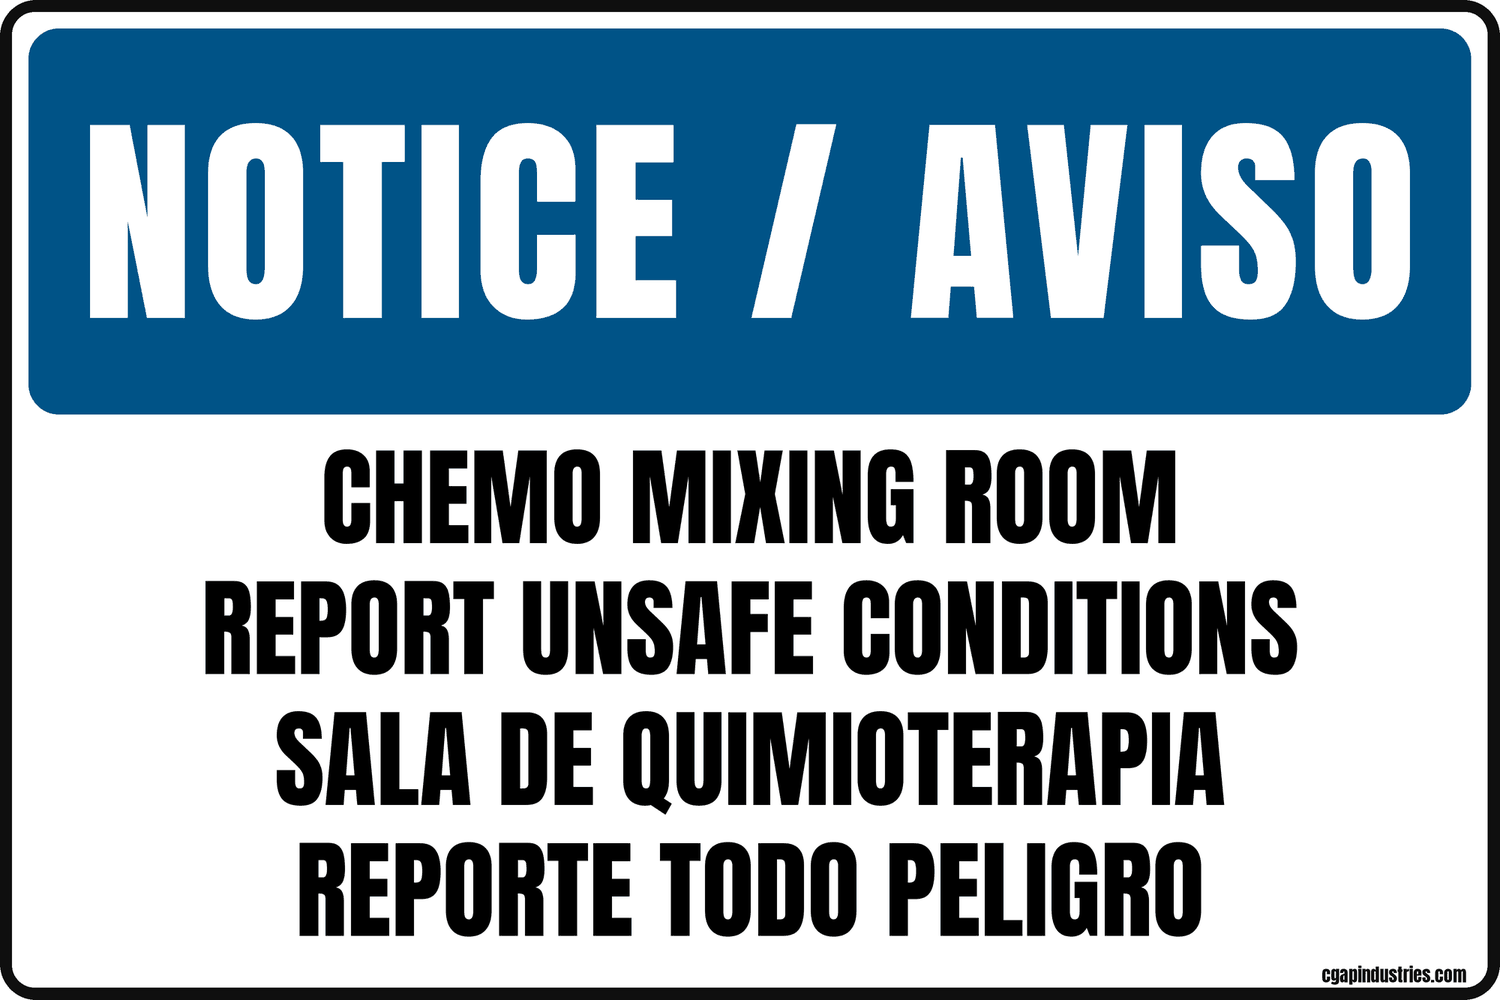 NOTICE / AVISO
CHEMO MIXING ROOM
REPORT UNSAFE CONDITIONS
SALA DE QUIMIOTERAPIA
REPORTE TODO PELIGRO
cgapindustries.com